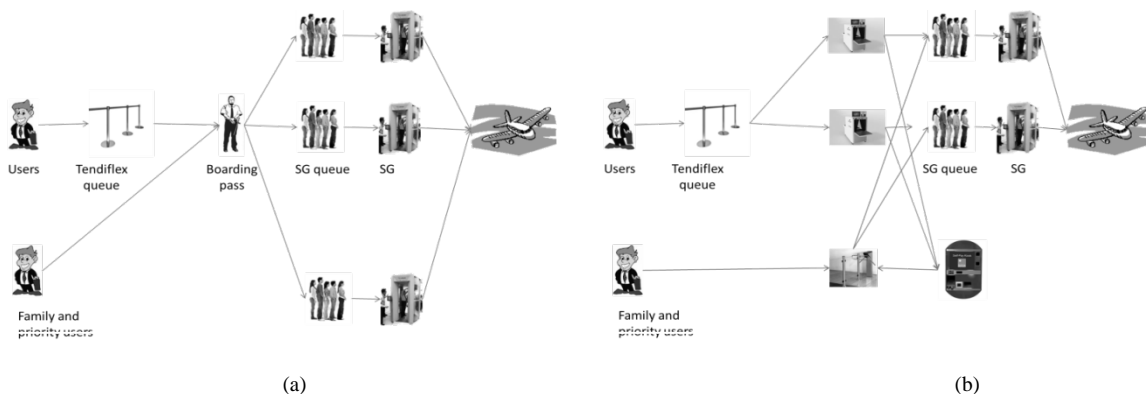 Users
Tendiflex
queue
Boarding
pass
SG queue
SG
Family and
priority users
(a)
Users
Tendiflex
queue
SG queue
SG
Family and
priority users
(b)